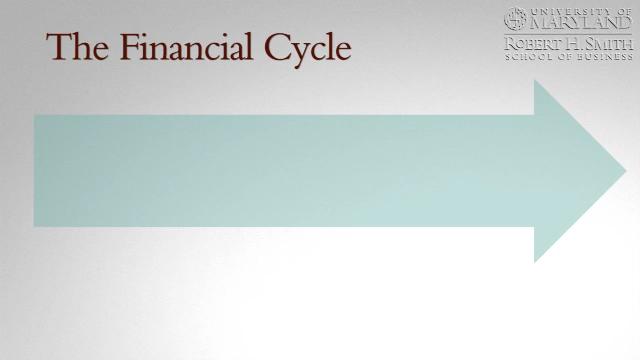 The Financial Cycle
UNIVERSITY OF
MARYLAND
ROBERT H. SMITH
SCHOOL OF BUSINESS